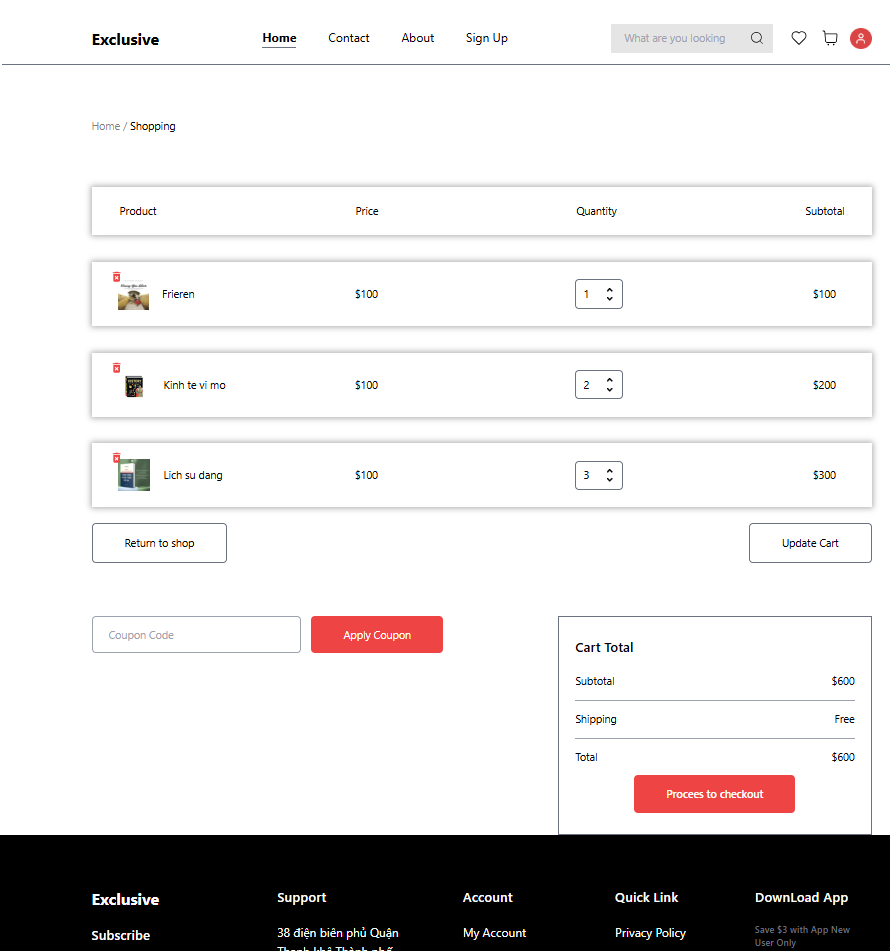 Exclusive
Home Contact About Sign Up
What are you looking
Home / Shopping
Product Price Quantity Subtotal
Frieren $100 1 $100
Kinh te vi mo $100 2 $200
Lich su dang $100 3 $300
Return to shop Update Cart
Coupon Code Apply Coupon
Cart Total
Subtotal $600
Shipping Free
Total $600
Procees to checkout
Exclusive Support Account Quick Link DownLoad App
Subscribe 38 điện biên phủ Quận My Account Privacy Policy Save $3 with App New
User Only
Thanh khê Thành phố